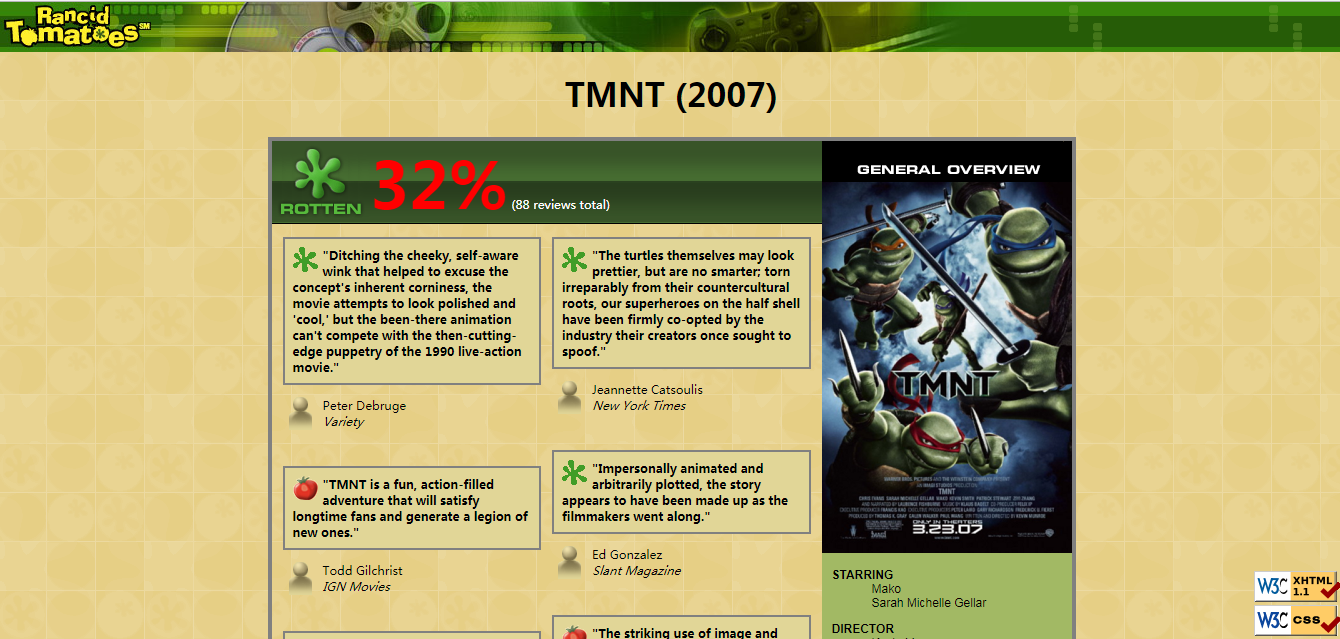 Rancid
Tomatoes SM
TMNT (2007)
ROTTEN
32% (88 reviews total)
"Ditching the cheeky, self-aware
wink that helped to excuse the
concept's inherent corniness, the
movie attempts to look polished and
'cool,' but the been-there animation
can't compete with the then-cutting-
edge puppetry of the 1990 live-action
movie."
Peter Debruge
Variety
"TMNT is a fun, action-filled
adventure that will satisfy
longtime fans and generate a legion of
new ones."
Todd Gilchrist
IGN Movies
"The turtles themselves may look
prettier, but are no smarter; torn
irreparably from their countercultural
roots, our superheroes on the half shell
have been firmly co-opted by the
industry their creators once sought to
spoof."
Jeannette Catsoulis
New York Times
"Impersonally animated and
arbitrarily plotted, the story
appears to have been made up as the
filmmakers went along."
Ed Gonzalez
Slant Magazine
"The striking use of image and
GENERAL OVERVIEW
TMNT
TMNT
ONLY IN THEATERS
3.23.07
STARRING
Mako
Sarah Michelle Gellar
DIRECTOR
W3C XHTML 1.1
W3C CSS